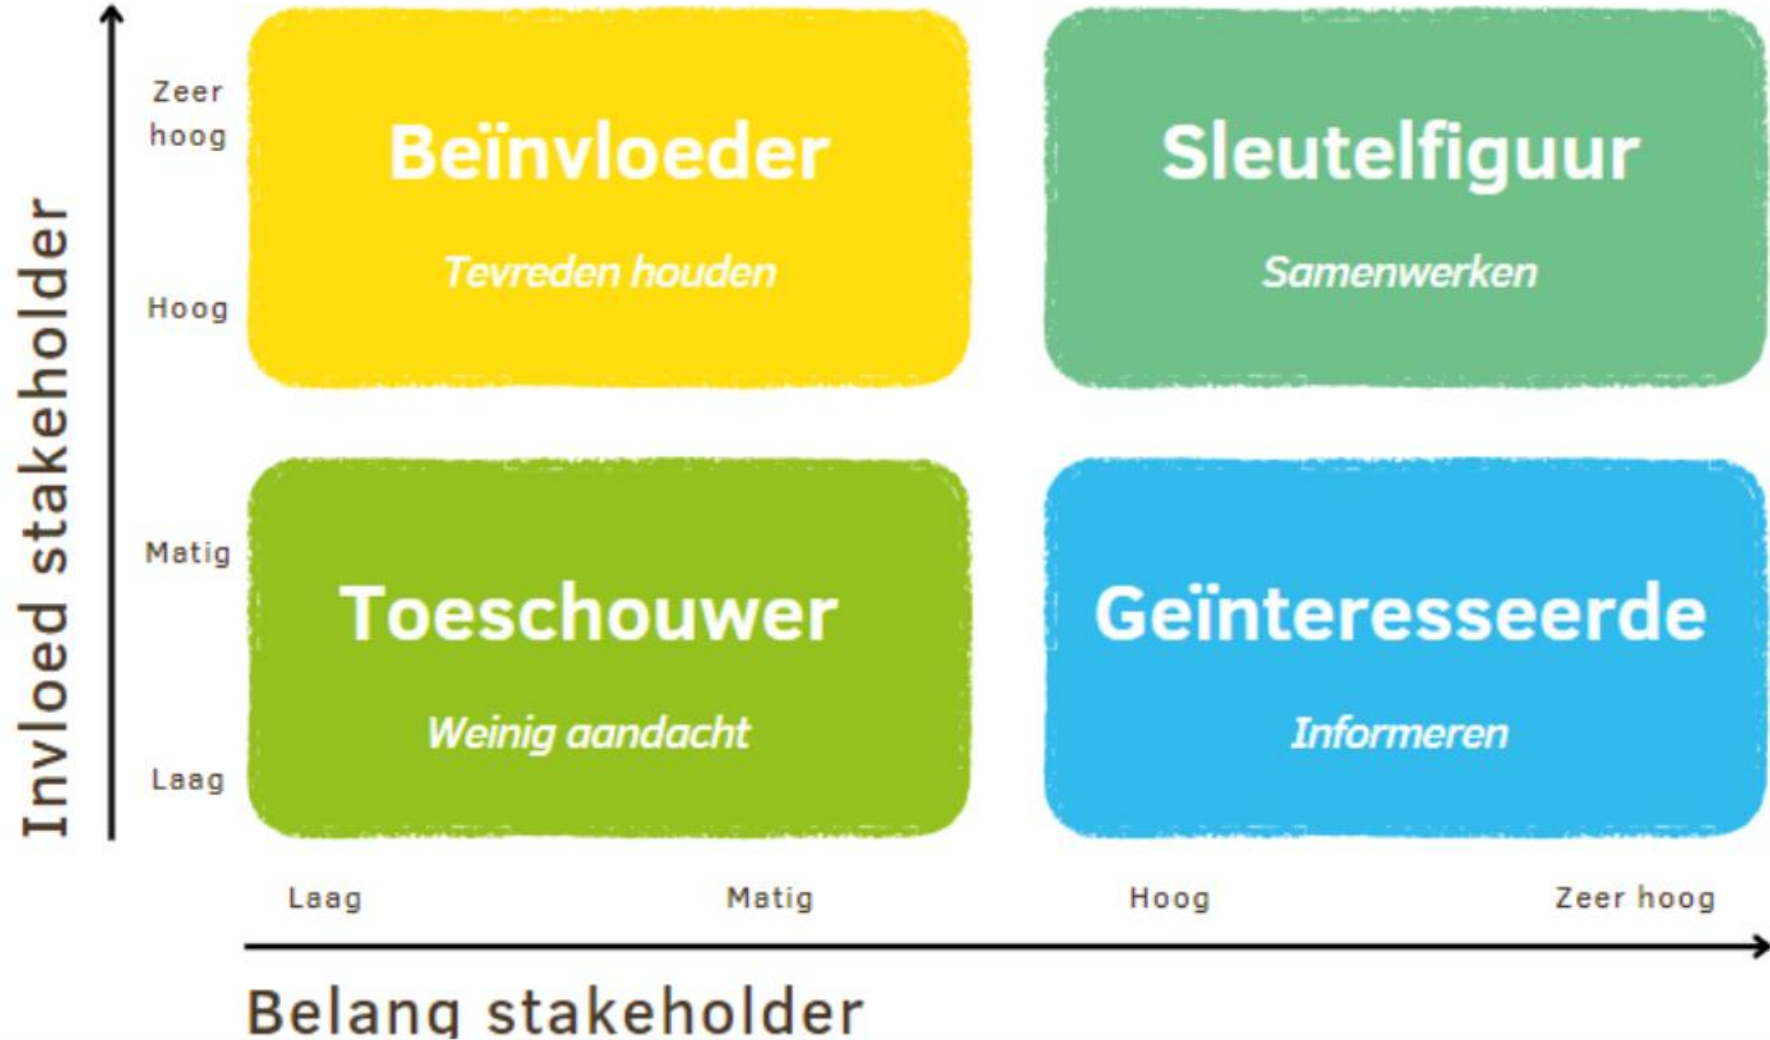 Invloed stakeholder
Zeer
hoog
Hoog
Matig
Laag
Beïnvloeder
Tevreden houden
Sleutelfiguur
Samenwerken
Toeschouwer
Weinig aandacht
Geïnteresseerde
Informeren
Laag
Matig
Hoog
Zeer hoog
Belang stakeholder